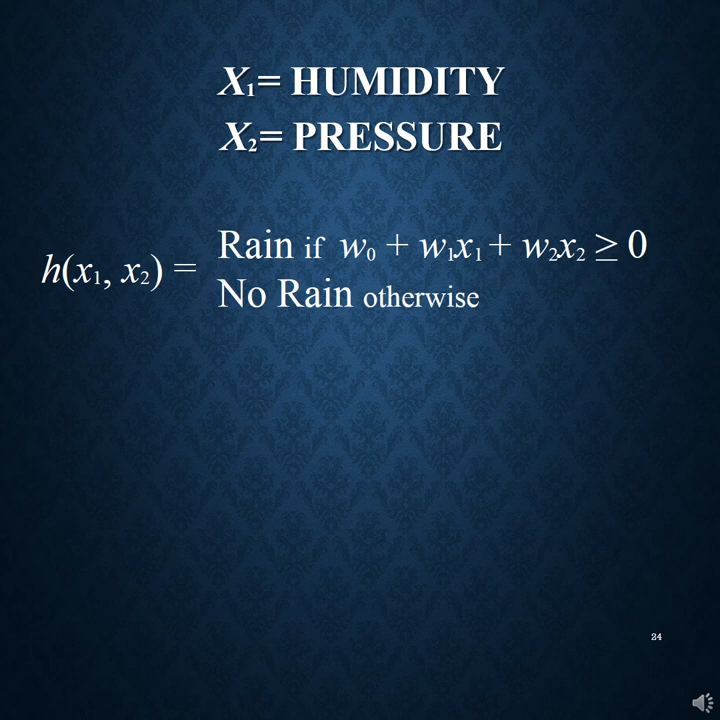 X₁= HUMIDITY
X₂= PRESSURE
Rain if w₀ + w₁x₁ + w₂x₂ ≥ 0
h(x₁, x₂) =
No Rain otherwise
24